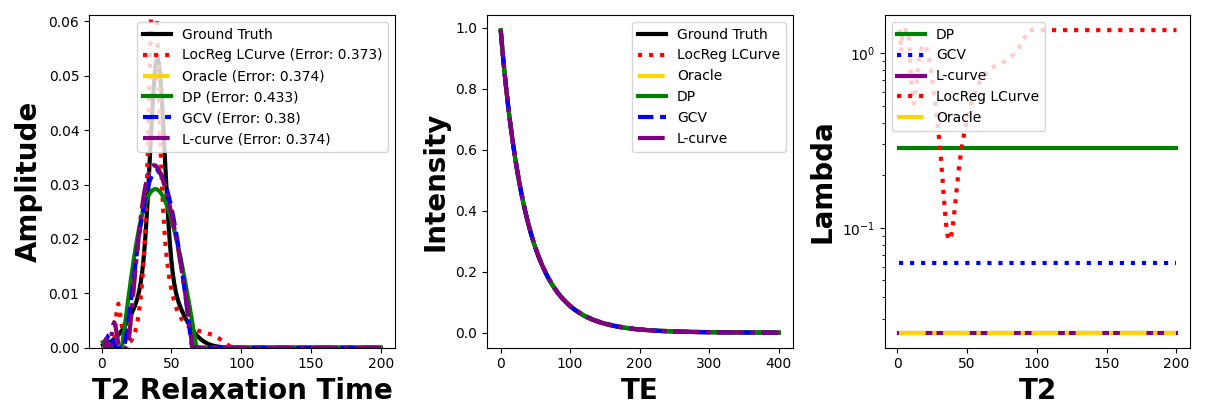 Amplitude
0.06
0.05
0.04
0.03
0.02
0.01
0.00
0
50
100
150
200
T2 Relaxation Time
Ground Truth
LocReg LCurve (Error: 0.373)
Oracle (Error: 0.374)
DP (Error: 0.433)
GCV (Error: 0.38)
L-curve (Error: 0.374)
Intensity
1.0
0.8
0.6
0.4
0.2
0.0
0
100
200
300
400
TE
Ground Truth
LocReg LCurve
Oracle
DP
GCV
L-curve
Lambda
10⁰
10⁻¹
0
50
100
150
200
T2
DP
GCV
L-curve
LocReg LCurve
Oracle